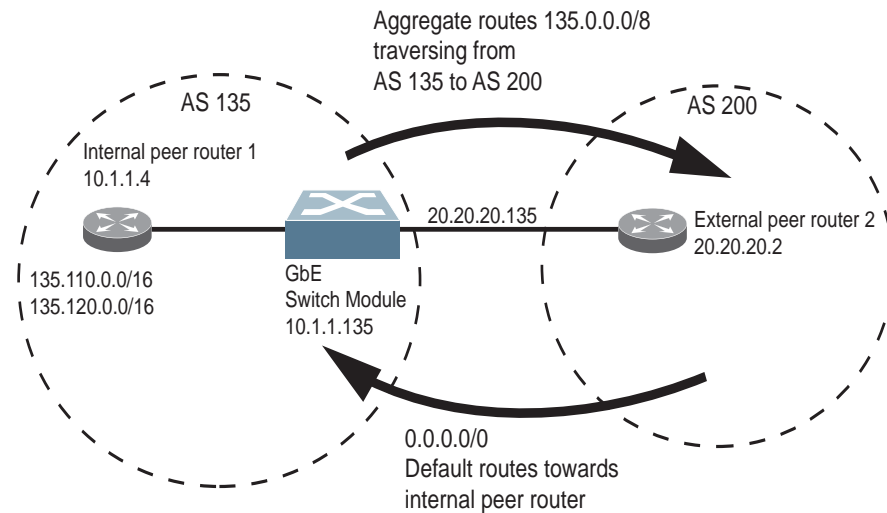 Aggregate routes 135.0.0.0/8
traversing from
AS 135 to AS 200
AS 135
AS 200
Internal peer router 1
10.1.1.4
20.20.20.135
External peer router 2
20.20.20.2
135.110.0.0/16
135.120.0.0/16
GbE
Switch Module
10.1.1.135
0.0.0.0/0
Default routes towards
internal peer router